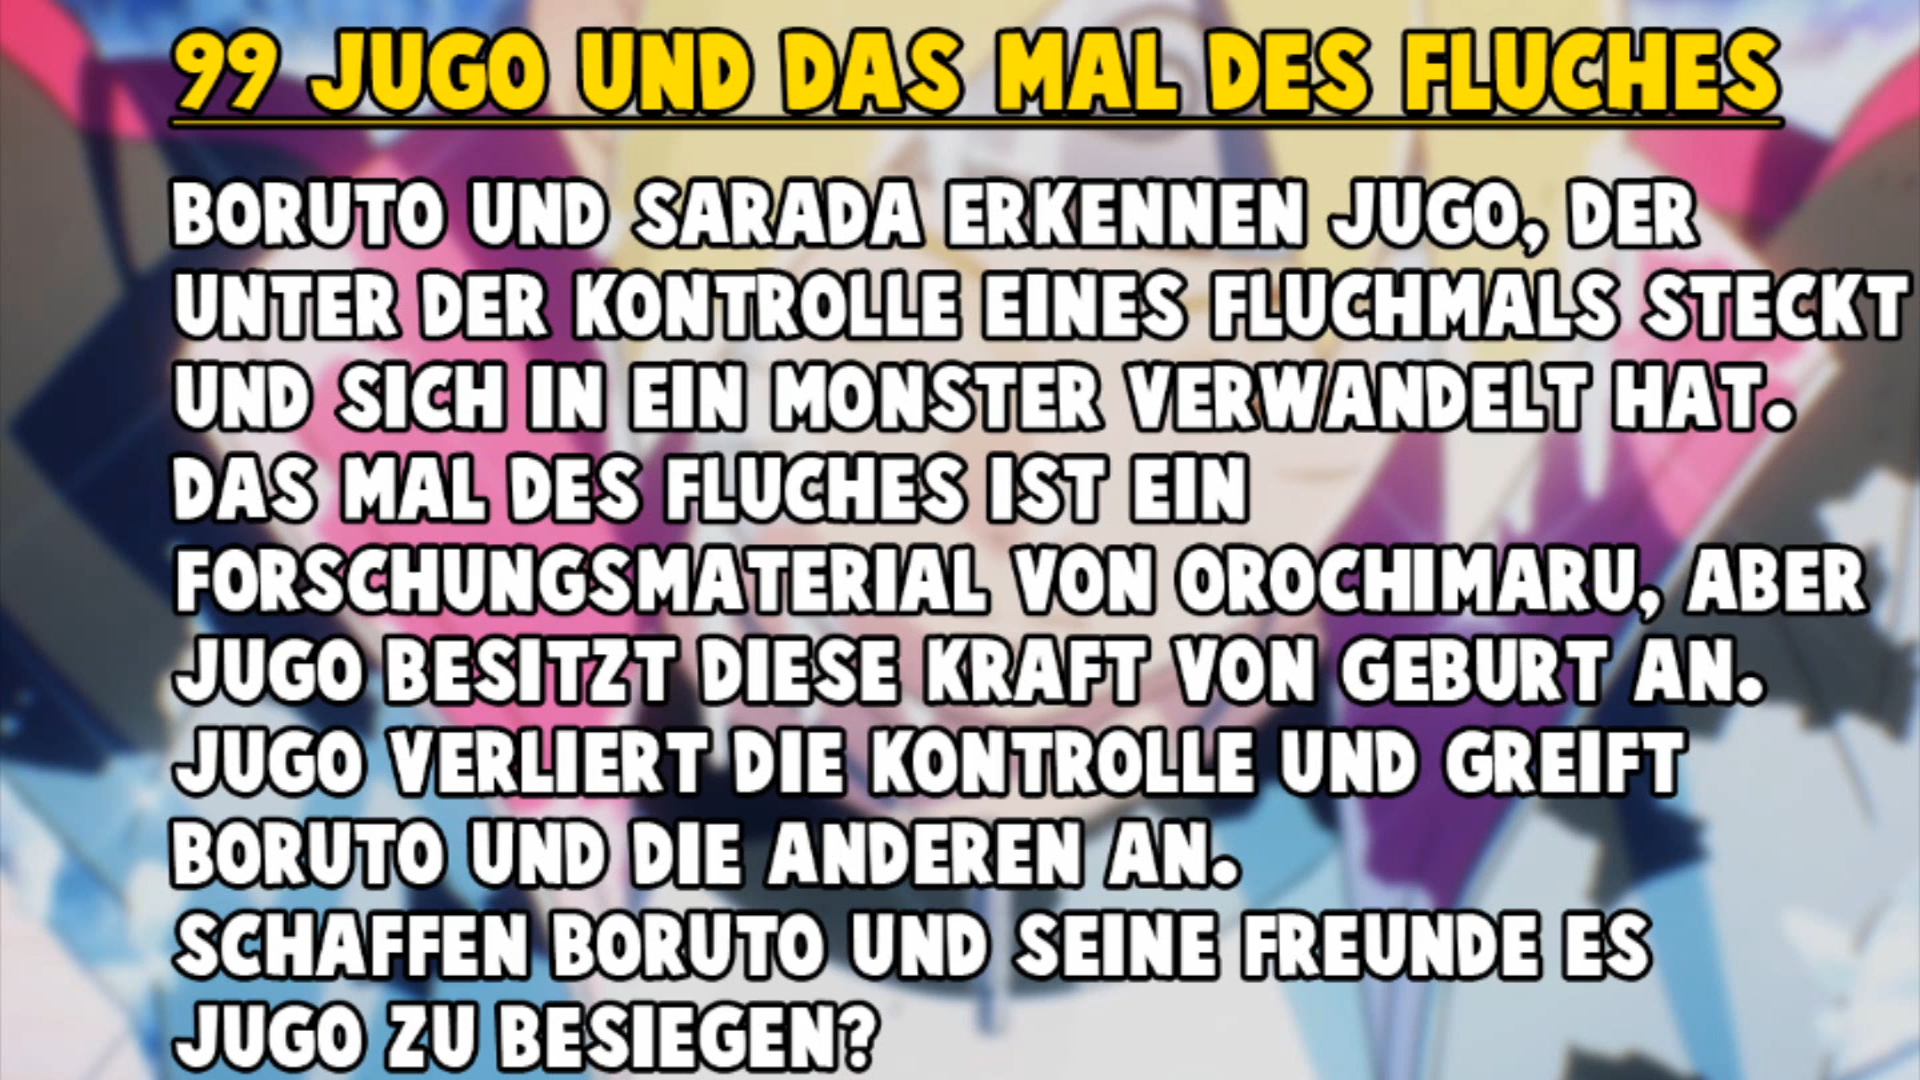 99 JUGO UND DAS MAL DES FLUCHES
BORUTO UND SARADA ERKENNEN JUGO, DER
UNTER DER KONTROLLE EINES FLUCHMALS STECKT
UND SICH IN EIN MONSTER VERWANDELT HAT.
DAS MAL DES FLUCHES IST EIN
FORSCHUNGSMATERIAL VON OROCHIMARU, ABER
JUGO BESITZT DIESE KRAFT VON GEBURT AN.
JUGO VERLIERT DIE KONTROLLE UND GREIFT
BORUTO UND DIE ANDEREN AN.
SCHAFFEN BORUTO UND SEINE FREUNDE ES
JUGO ZU BESIEGEN?